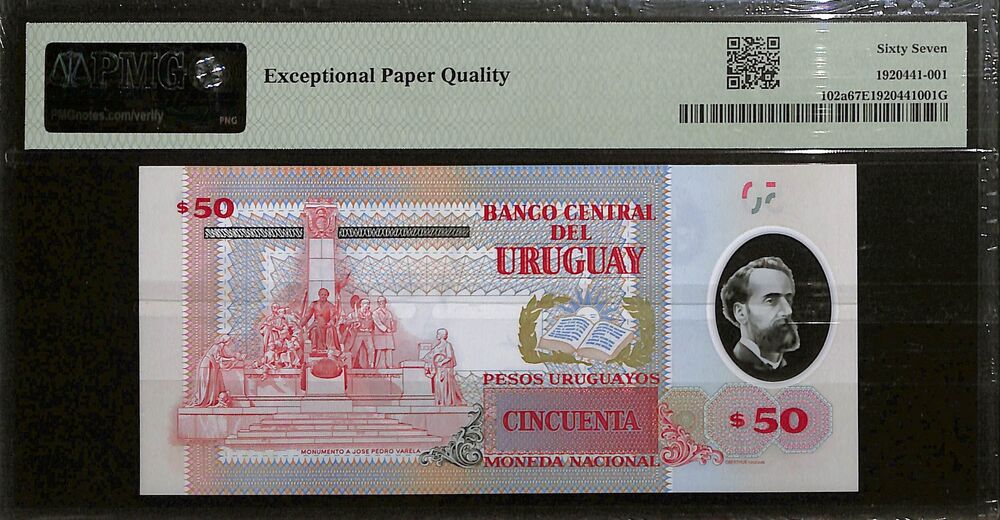 PMG
PMGnotes.com/verify
PNG
Exceptional Paper Quality
Sixty Seven
1920441-001
102a67E1920441001G
$50
BANCO CENTRAL
DEL
URUGUAY
PESOS URUGUAYOS
CINCUENTA
MONEDA NACIONAL
MONUMENTO A JOSE PEDRO VARELA
$50